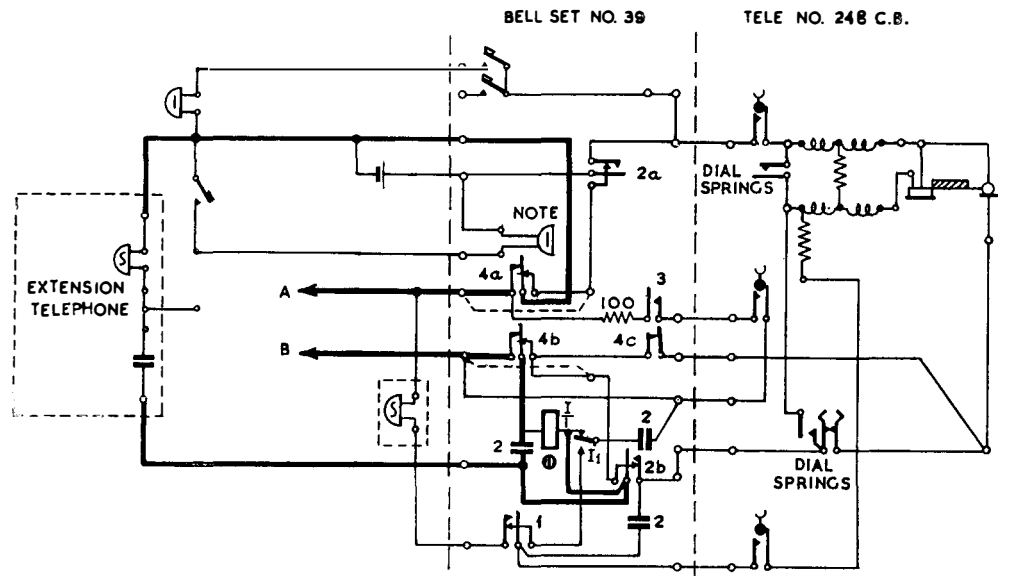 BELL SET NO. 39
TELE NO. 248 C.B.
2a
DIAL
SPRINGS
NOTE
S
EXTENSION
TELEPHONE
4a
A
100
3
B
4b
4c
S
I
I
2
2
I1
2b
DIAL
SPRINGS
1
2